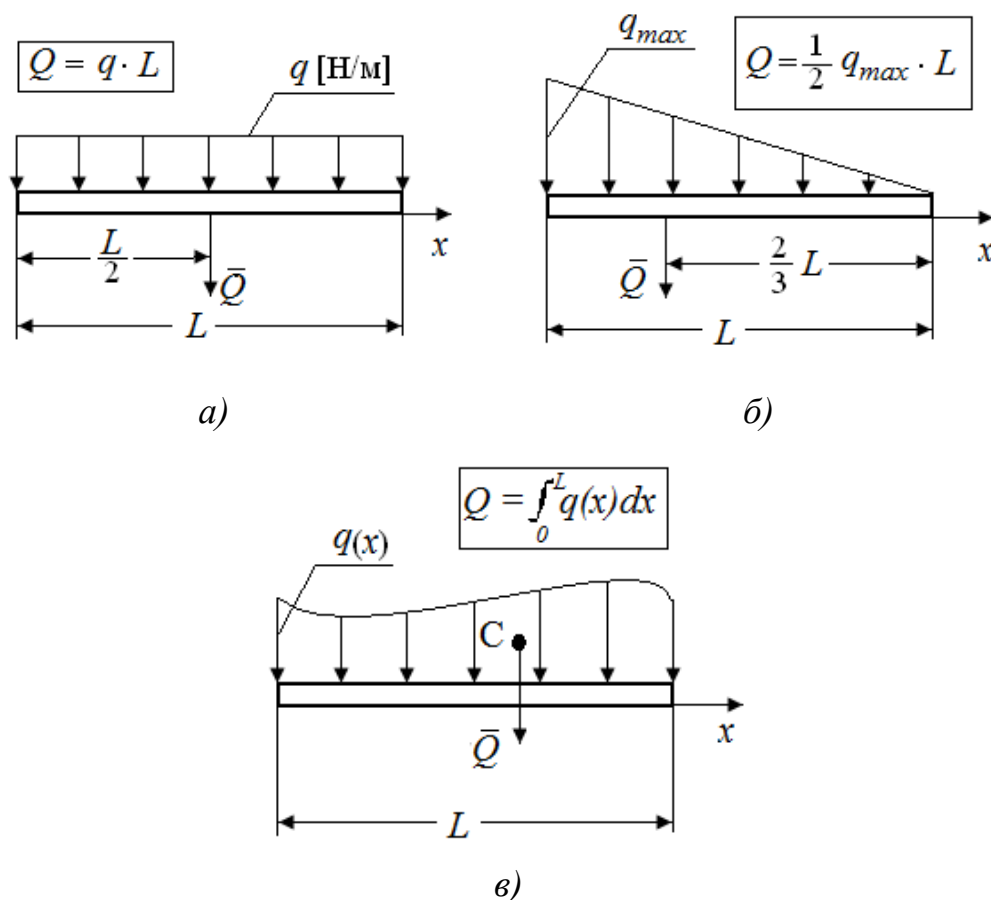 Q = q · L
q [Н/м]
L/2
Q̄
L
x
а)
q_max
Q = 1/2 q_max · L
Q̄
2/3 L
L
x
б)
Q = ∫₀ᴸ q(x)dx
q(x)
C
Q̄
x
L
в)